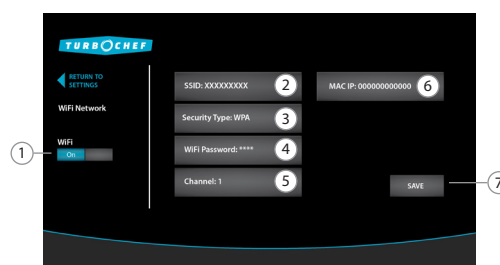 TURBOCHEF
RETURN TO
SETTINGS
WiFi Network
WiFi
On
1
SSID: XXXXXXXXX
2
Security Type: WPA
3
WiFi Password: ****
4
Channel: 1
5
MAC IP: 000000000000
6
SAVE
7